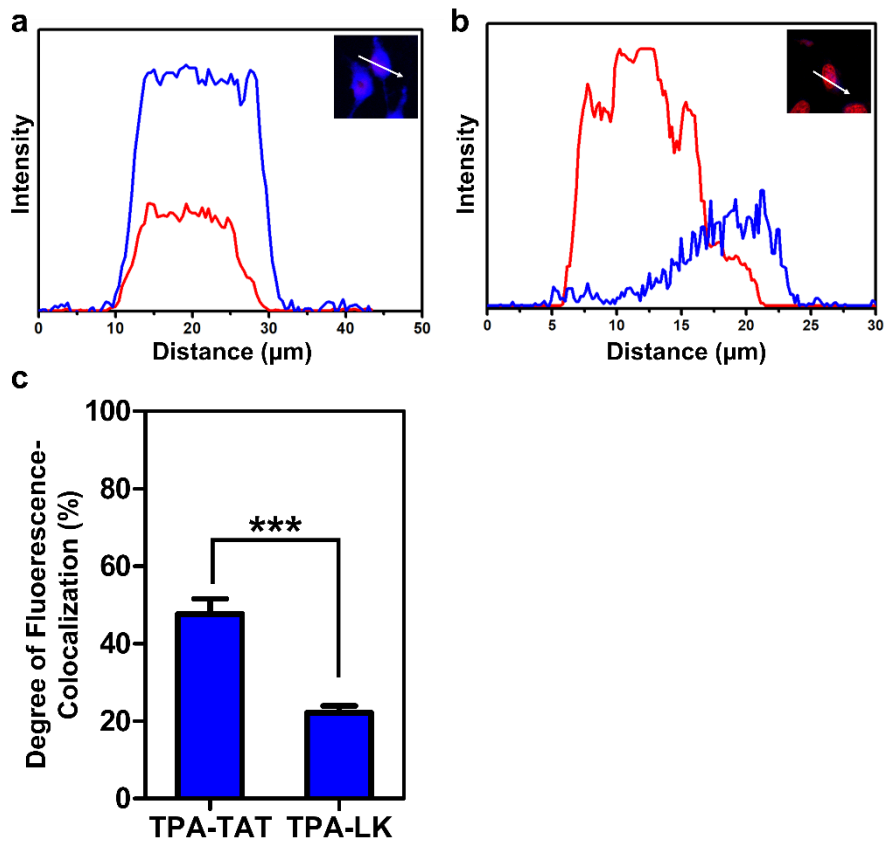 a
Intensity
0 10 20 30 40 50
Distance (µm)
b
Intensity
0 5 10 15 20 25 30
Distance (µm)
c
Degree of Fluoerescence-
Colocalization (%)
100
80
60
40
20
0
***
TPA-TAT TPA-LK